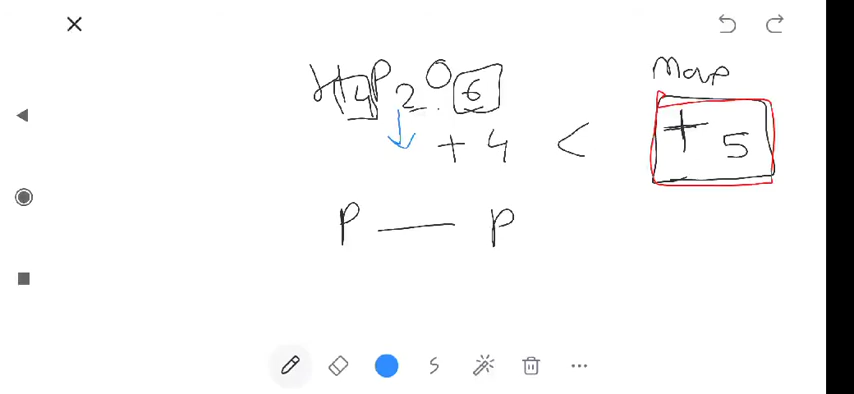 H4P2O6
Max
+4 < +5
P — P